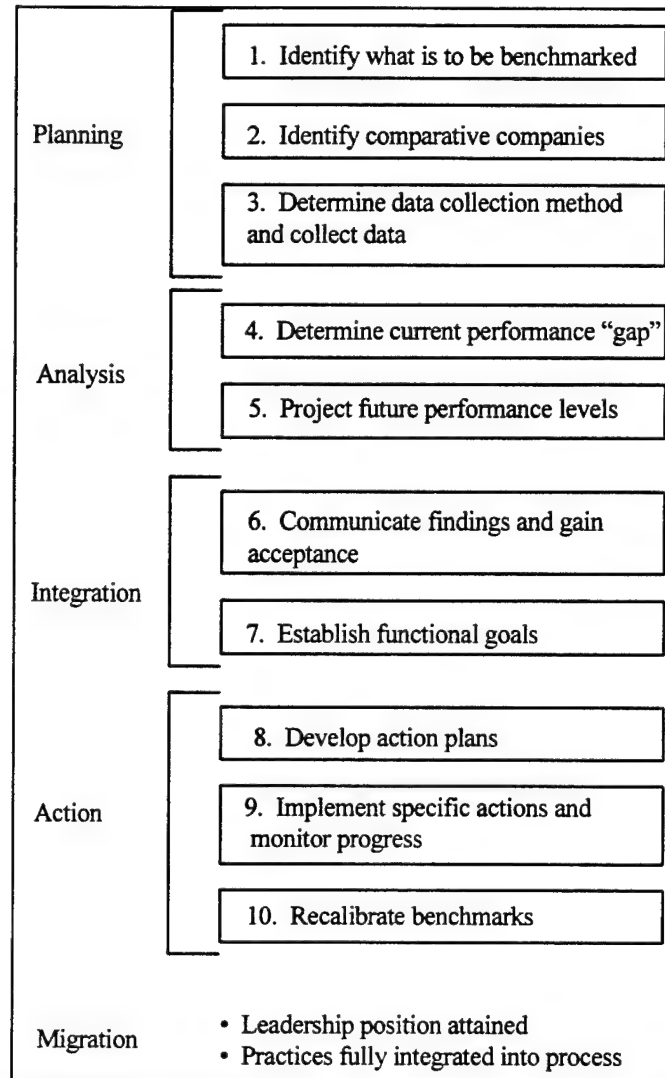 Planning
1. Identify what is to be benchmarked
2. Identify comparative companies
3. Determine data collection method
and collect data
Analysis
4. Determine current performance “gap”
5. Project future performance levels
Integration
6. Communicate findings and gain
acceptance
7. Establish functional goals
Action
8. Develop action plans
9. Implement specific actions and
monitor progress
10. Recalibrate benchmarks
Migration
• Leadership position attained
• Practices fully integrated into process